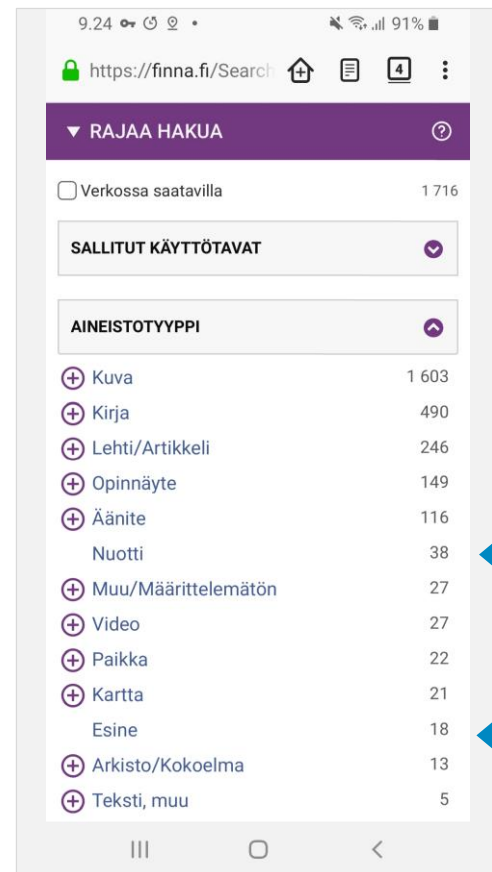 9.24 91%
https://finna.fi/Search 4
RAJAA HAKUA
Verkossa saatavilla 1 716
SALLITUT KÄYTTÖTAVAT
AINEISTOTYYPPI
Kuva 1 603
Kirja 490
Lehti/Artikkeli 246
Opinnäyte 149
Äänite 116
Nuotti 38
Muu/Määrittelemätön 27
Video 27
Paikka 22
Kartta 21
Esine 18
Arkisto/Kokoelma 13
Teksti, muu 5